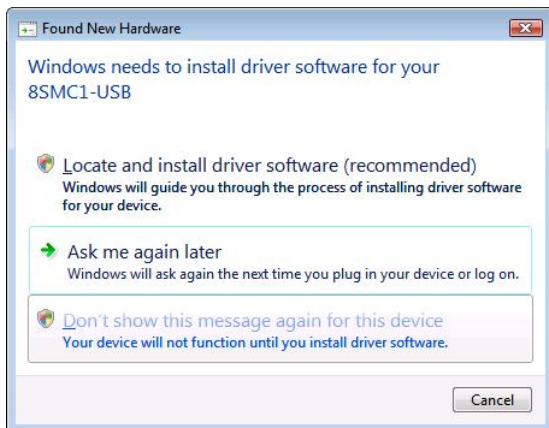 Found New Hardware
Windows needs to install driver software for your
8SMC1-USB
Locate and install driver software (recommended)
Windows will guide you through the process of installing driver software
for your device.
Ask me again later
Windows will ask again the next time you plug in your device or log on.
Don't show this message again for this device
Your device will not function until you install driver software.
Cancel